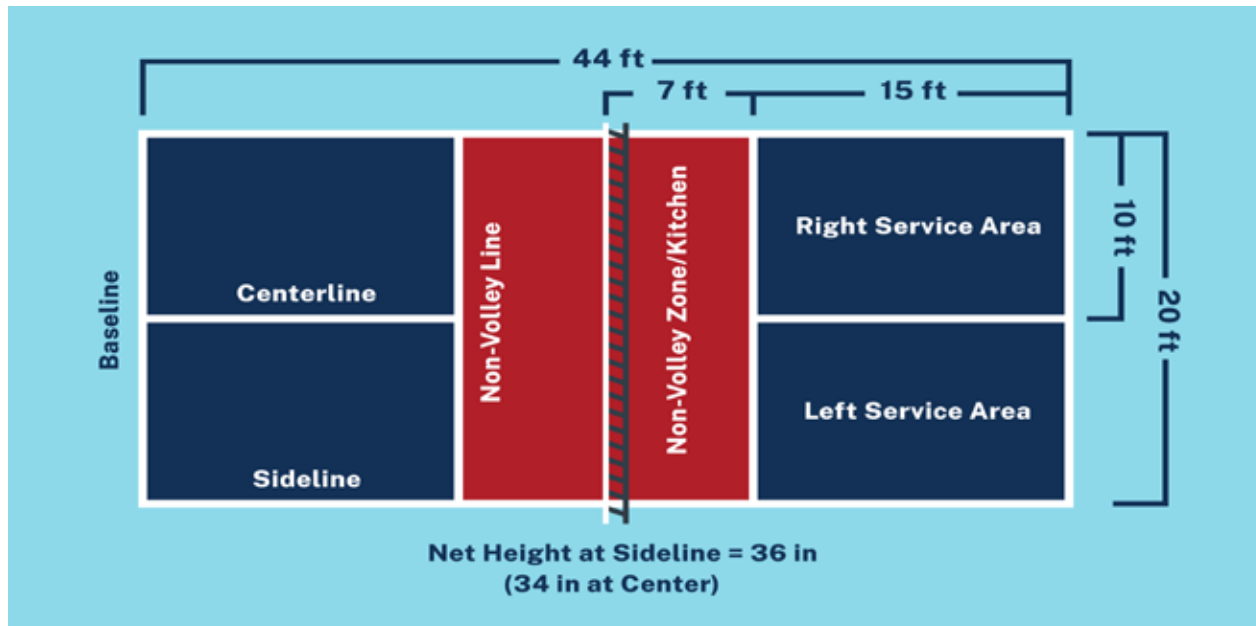 44 ft
7 ft
15 ft
Baseline
Centerline
Sideline
Non-Volley Line
Non-Volley Zone/Kitchen
Right Service Area
Left Service Area
10 ft
20 ft
Net Height at Sideline = 36 in
(34 in at Center)